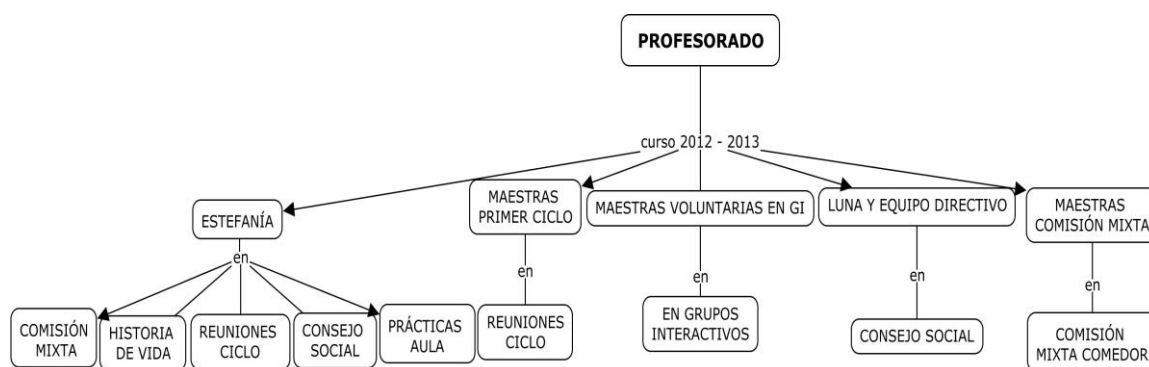 PROFESORADO
curso 2012 - 2013
ESTEFANÍA
MAESTRAS
PRIMER CICLO
MAESTRAS VOLUNTARIAS EN GI
LUNA Y EQUIPO DIRECTIVO
MAESTRAS
COMISIÓN MIXTA
en
en
en
en
en
COMISIÓN
MIXTA
HISTORIA
DE VIDA
REUNIONES
CICLO
CONSEJO
SOCIAL
PRÁCTICAS
AULA
REUNIONES
CICLO
EN GRUPOS
INTERACTIVOS
CONSEJO SOCIAL
COMISIÓN
MIXTA COMEDOR